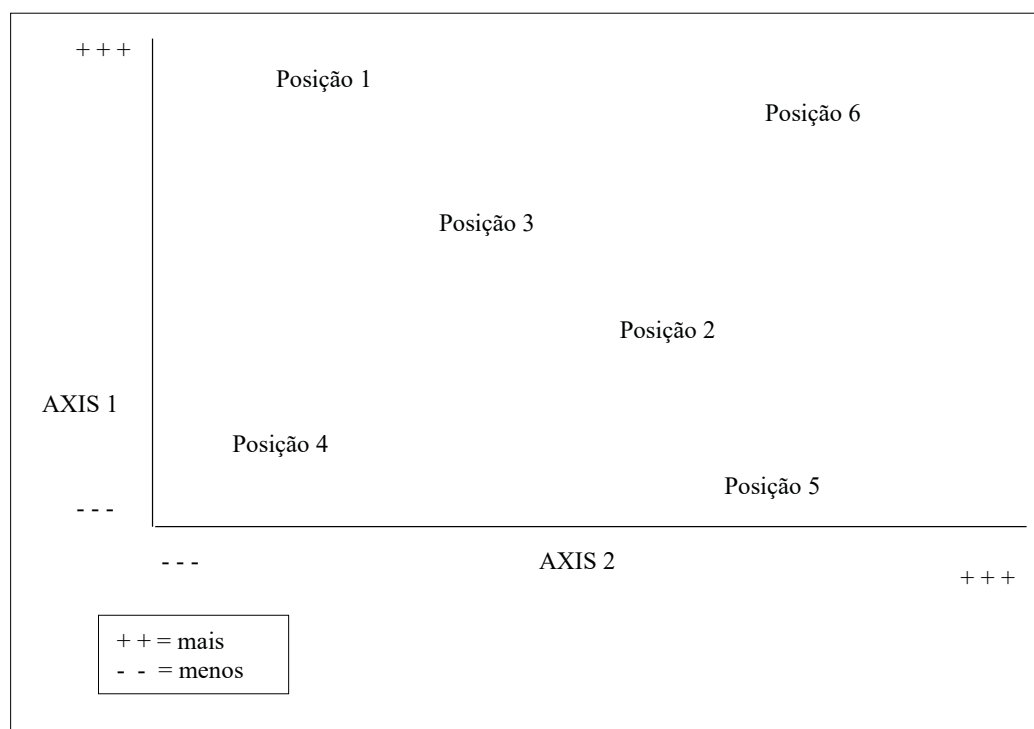 + + +
Posição 1
Posição 6
Posição 3
Posição 2
AXIS 1
Posição 4
Posição 5
- - -
- - -
AXIS 2
+ + +
+ + = mais
- - = menos